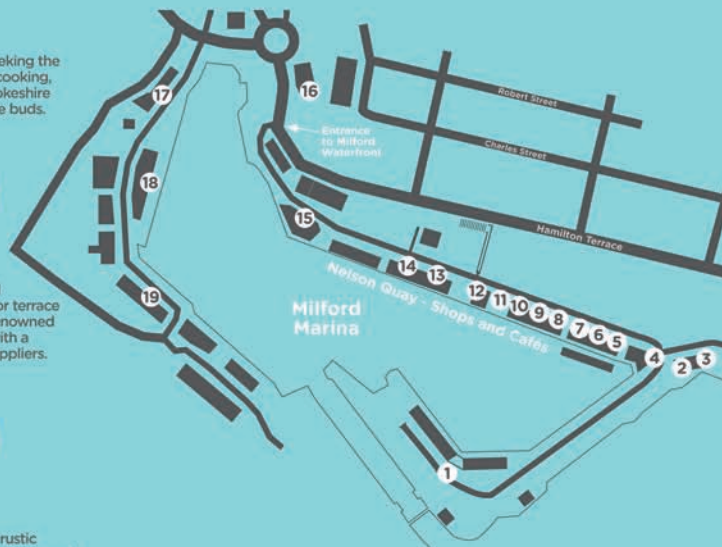 eking the
cooking,
okeshire
e buds.
or terrace
nowned
ith a
ppliers.
rustic
Robert Street
Charles Street
Hamilton Terrace
Entrance
to Milford
Waterfront
Nelson Quay - Shops and Cafés
Milford
Marina
17
16
18
15
14
13
12
11
10
9
8
7
6
5
4
3
2
19
1